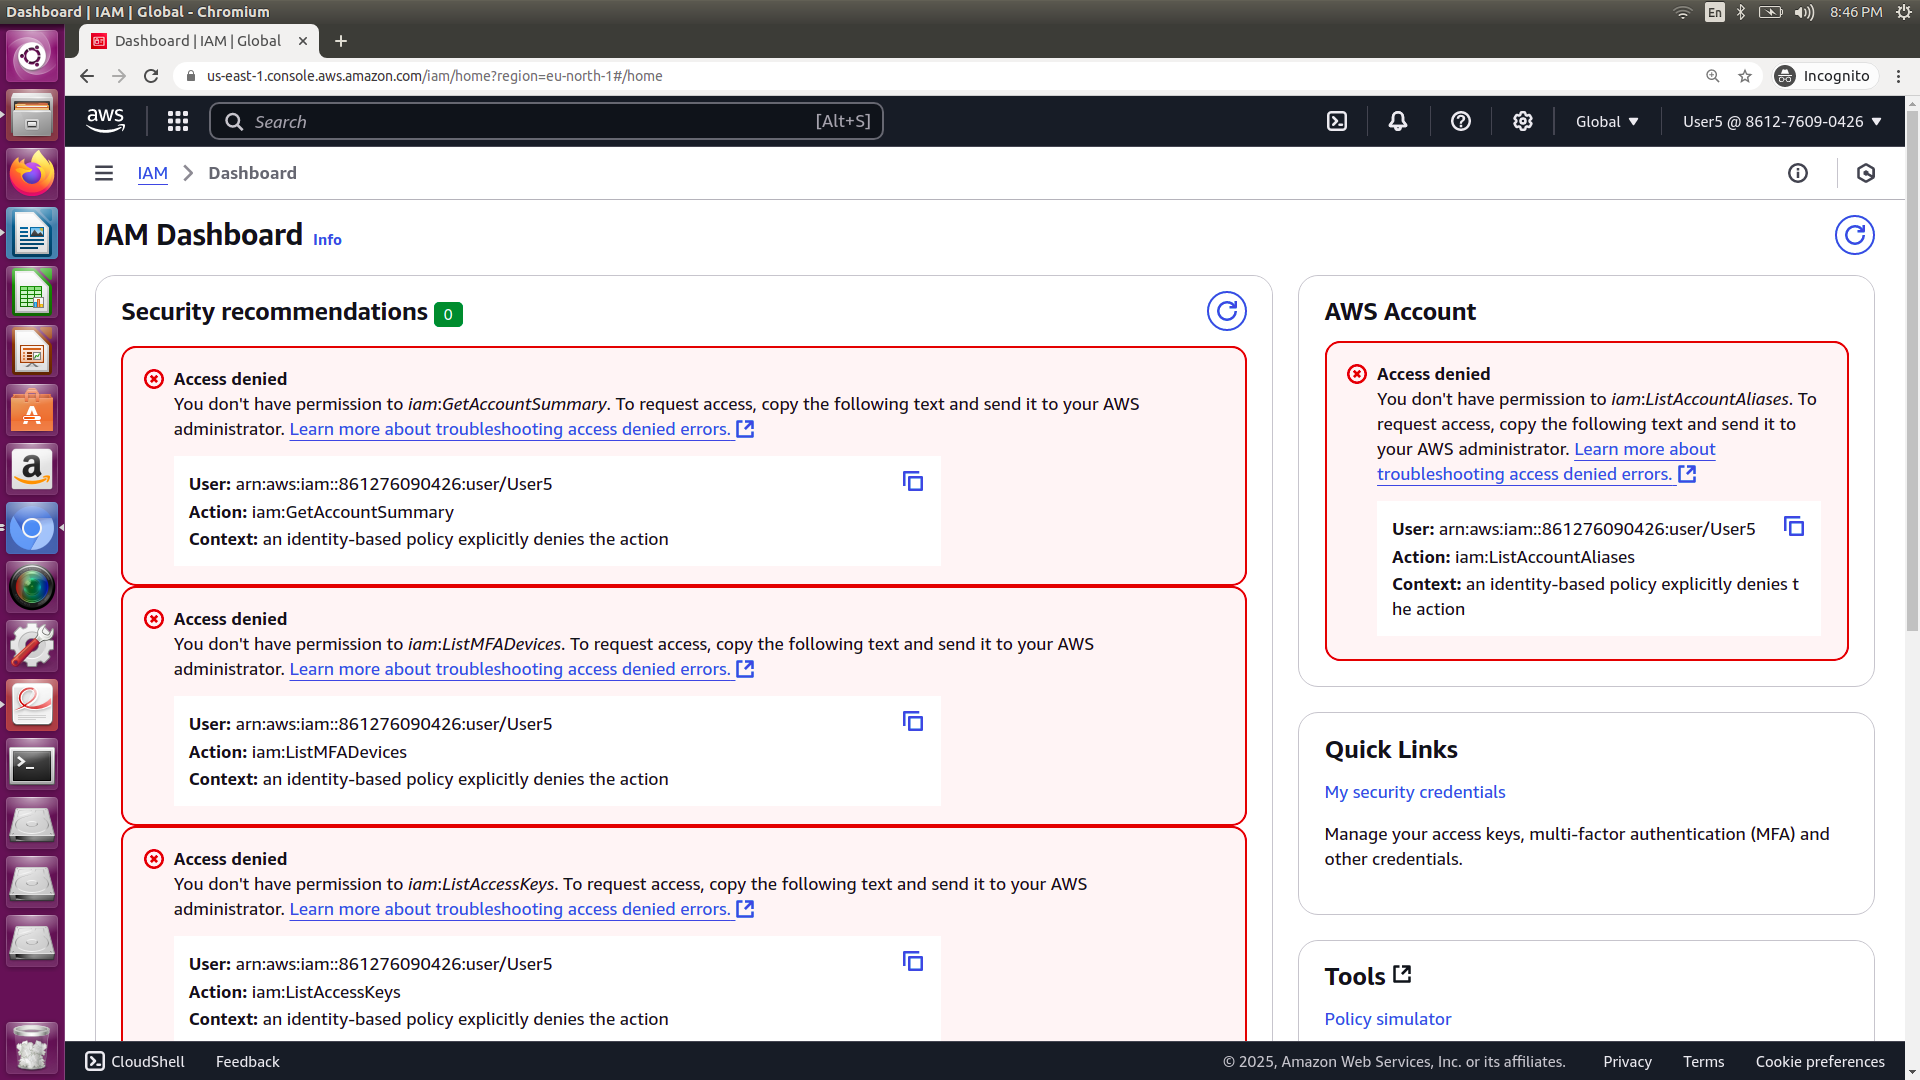 Dashboard | IAM | Global - Chromium
En
8:46 PM
Dashboard | IAM | Global
us-east-1.console.aws.amazon.com/iam/home?region=eu-north-1#/home
Incognito
aws
Search
[Alt+S]
Global
User5 @ 8612-7609-0426
IAM
Dashboard
IAM Dashboard
Info
Security recommendations
0
Access denied
You don't have permission to iam:GetAccountSummary. To request access, copy the following text and send it to your AWS
administrator. Learn more about troubleshooting access denied errors.
User: arn:aws:iam::861276090426:user/User5
Action: iam:GetAccountSummary
Context: an identity-based policy explicitly denies the action
Access denied
You don't have permission to iam:ListMFADevices. To request access, copy the following text and send it to your AWS
administrator. Learn more about troubleshooting access denied errors.
User: arn:aws:iam::861276090426:user/User5
Action: iam:ListMFADevices
Context: an identity-based policy explicitly denies the action
Access denied
You don't have permission to iam:ListAccessKeys. To request access, copy the following text and send it to your AWS
administrator. Learn more about troubleshooting access denied errors.
User: arn:aws:iam::861276090426:user/User5
Action: iam:ListAccessKeys
Context: an identity-based policy explicitly denies the action
AWS Account
Access denied
You don't have permission to iam:ListAccountAliases. To
request access, copy the following text and send it to
your AWS administrator. Learn more about
troubleshooting access denied errors.
User: arn:aws:iam::861276090426:user/User5
Action: iam:ListAccountAliases
Context: an identity-based policy explicitly denies t
he action
Quick Links
My security credentials
Manage your access keys, multi-factor authentication (MFA) and
other credentials.
Tools
Policy simulator
CloudShell
Feedback
© 2025, Amazon Web Services, Inc. or its affiliates.
Privacy
Terms
Cookie preferences